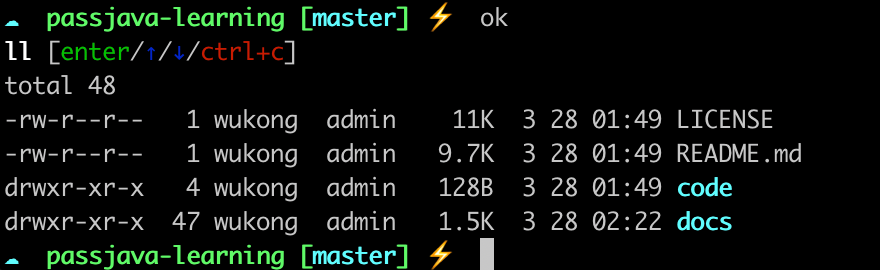 ☁ passjava-learning [master] ⚡ ok
ll [enter/↑/↓/ctrl+c]
total 48
-rw-r--r-- 1 wukong admin 11K 3 28 01:49 LICENSE
-rw-r--r-- 1 wukong admin 9.7K 3 28 01:49 README.md
drwxr-xr-x 4 wukong admin 128B 3 28 01:49 code
drwxr-xr-x 47 wukong admin 1.5K 3 28 02:22 docs
☁ passjava-learning [master] ⚡